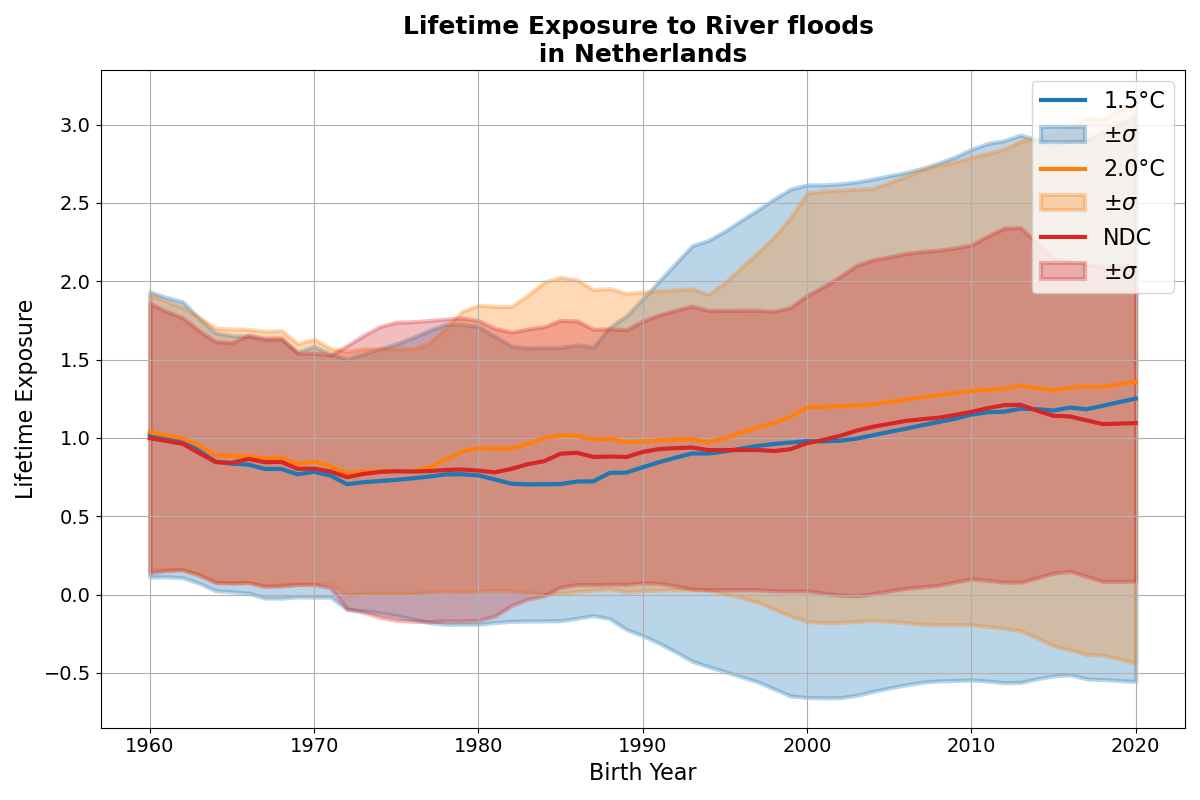 Lifetime Exposure to River floods
in Netherlands
1.5°C
±σ
2.0°C
±σ
NDC
±σ
Lifetime Exposure
3.0
2.5
2.0
1.5
1.0
0.5
0.0
−0.5
1960 1970 1980 1990 2000 2010 2020
Birth Year